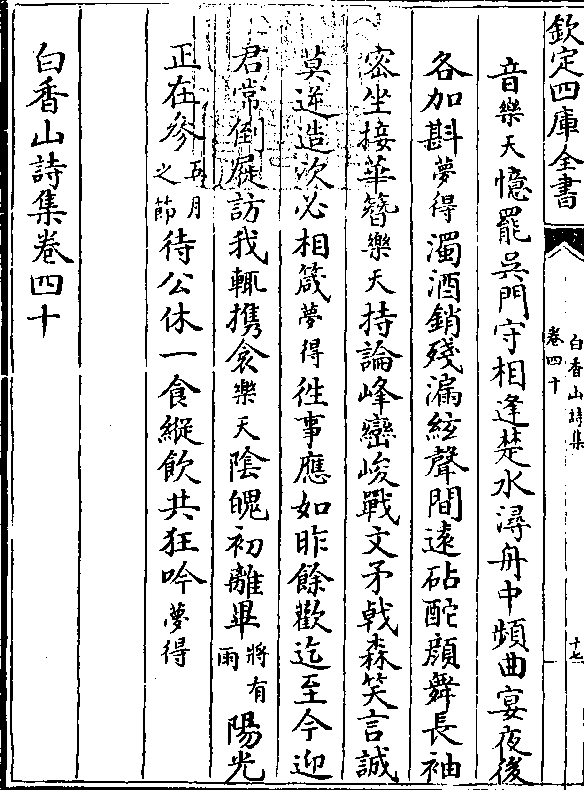 欽定四庫全書
白香山詩集
卷四十
十七
音樂天憶罷吳門守相逢楚水潯舟中頻曲宴夜後
各加斟夢得濁酒銷殘漏絃聲間遠砧酡顔舞長袖
密坐接華簪樂天持論峰巒峻戰文矛戟森笑言誠
莫逆造次必相箴夢得徃事應如昨餘歡迄至今迎
君常倒屣訪我輒携衾樂天陰魄初離畢將有雨陽光
正在參五月之節待公休一食縱飲共狂吟夢得
白香山詩集卷四十